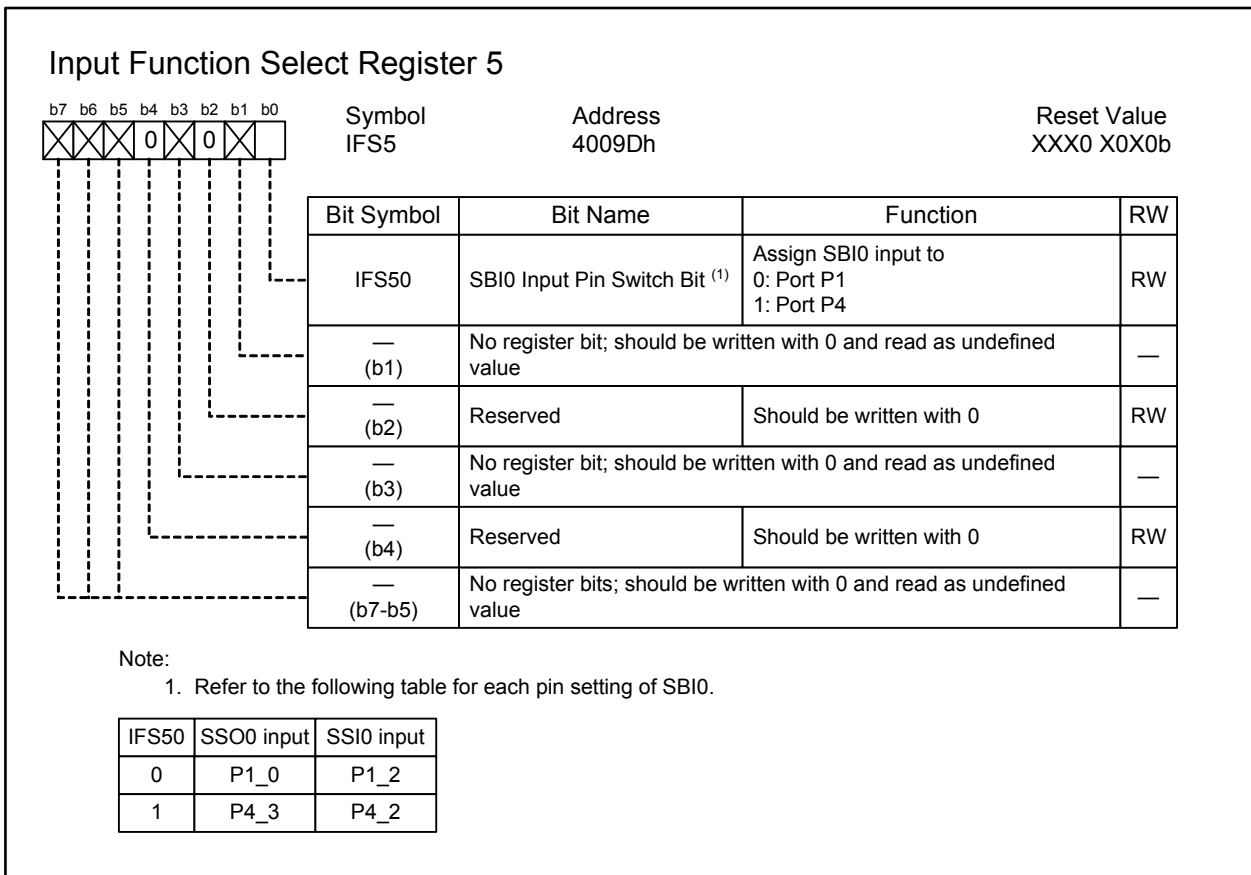 Input Function Select Register 5
b7 b6 b5 b4 b3 b2 b1 b0
0 0
Symbol Address Reset Value
IFS5 4009Dh XXX0 X0X0b
Bit Symbol Bit Name Function RW
IFS50 SBI0 Input Pin Switch Bit (1) Assign SBI0 input to
0: Port P1
1: Port P4
RW
—
(b1)
No register bit; should be written with 0 and read as undefined
value
—
—
(b2)
Reserved Should be written with 0 RW
—
(b3)
No register bit; should be written with 0 and read as undefined
value
—
—
(b4)
Reserved Should be written with 0 RW
—
(b7-b5)
No register bits; should be written with 0 and read as undefined
value
—
Note:
1. Refer to the following table for each pin setting of SBI0.
IFS50 SSO0 input SSI0 input
0 P1_0 P1_2
1 P4_3 P4_2